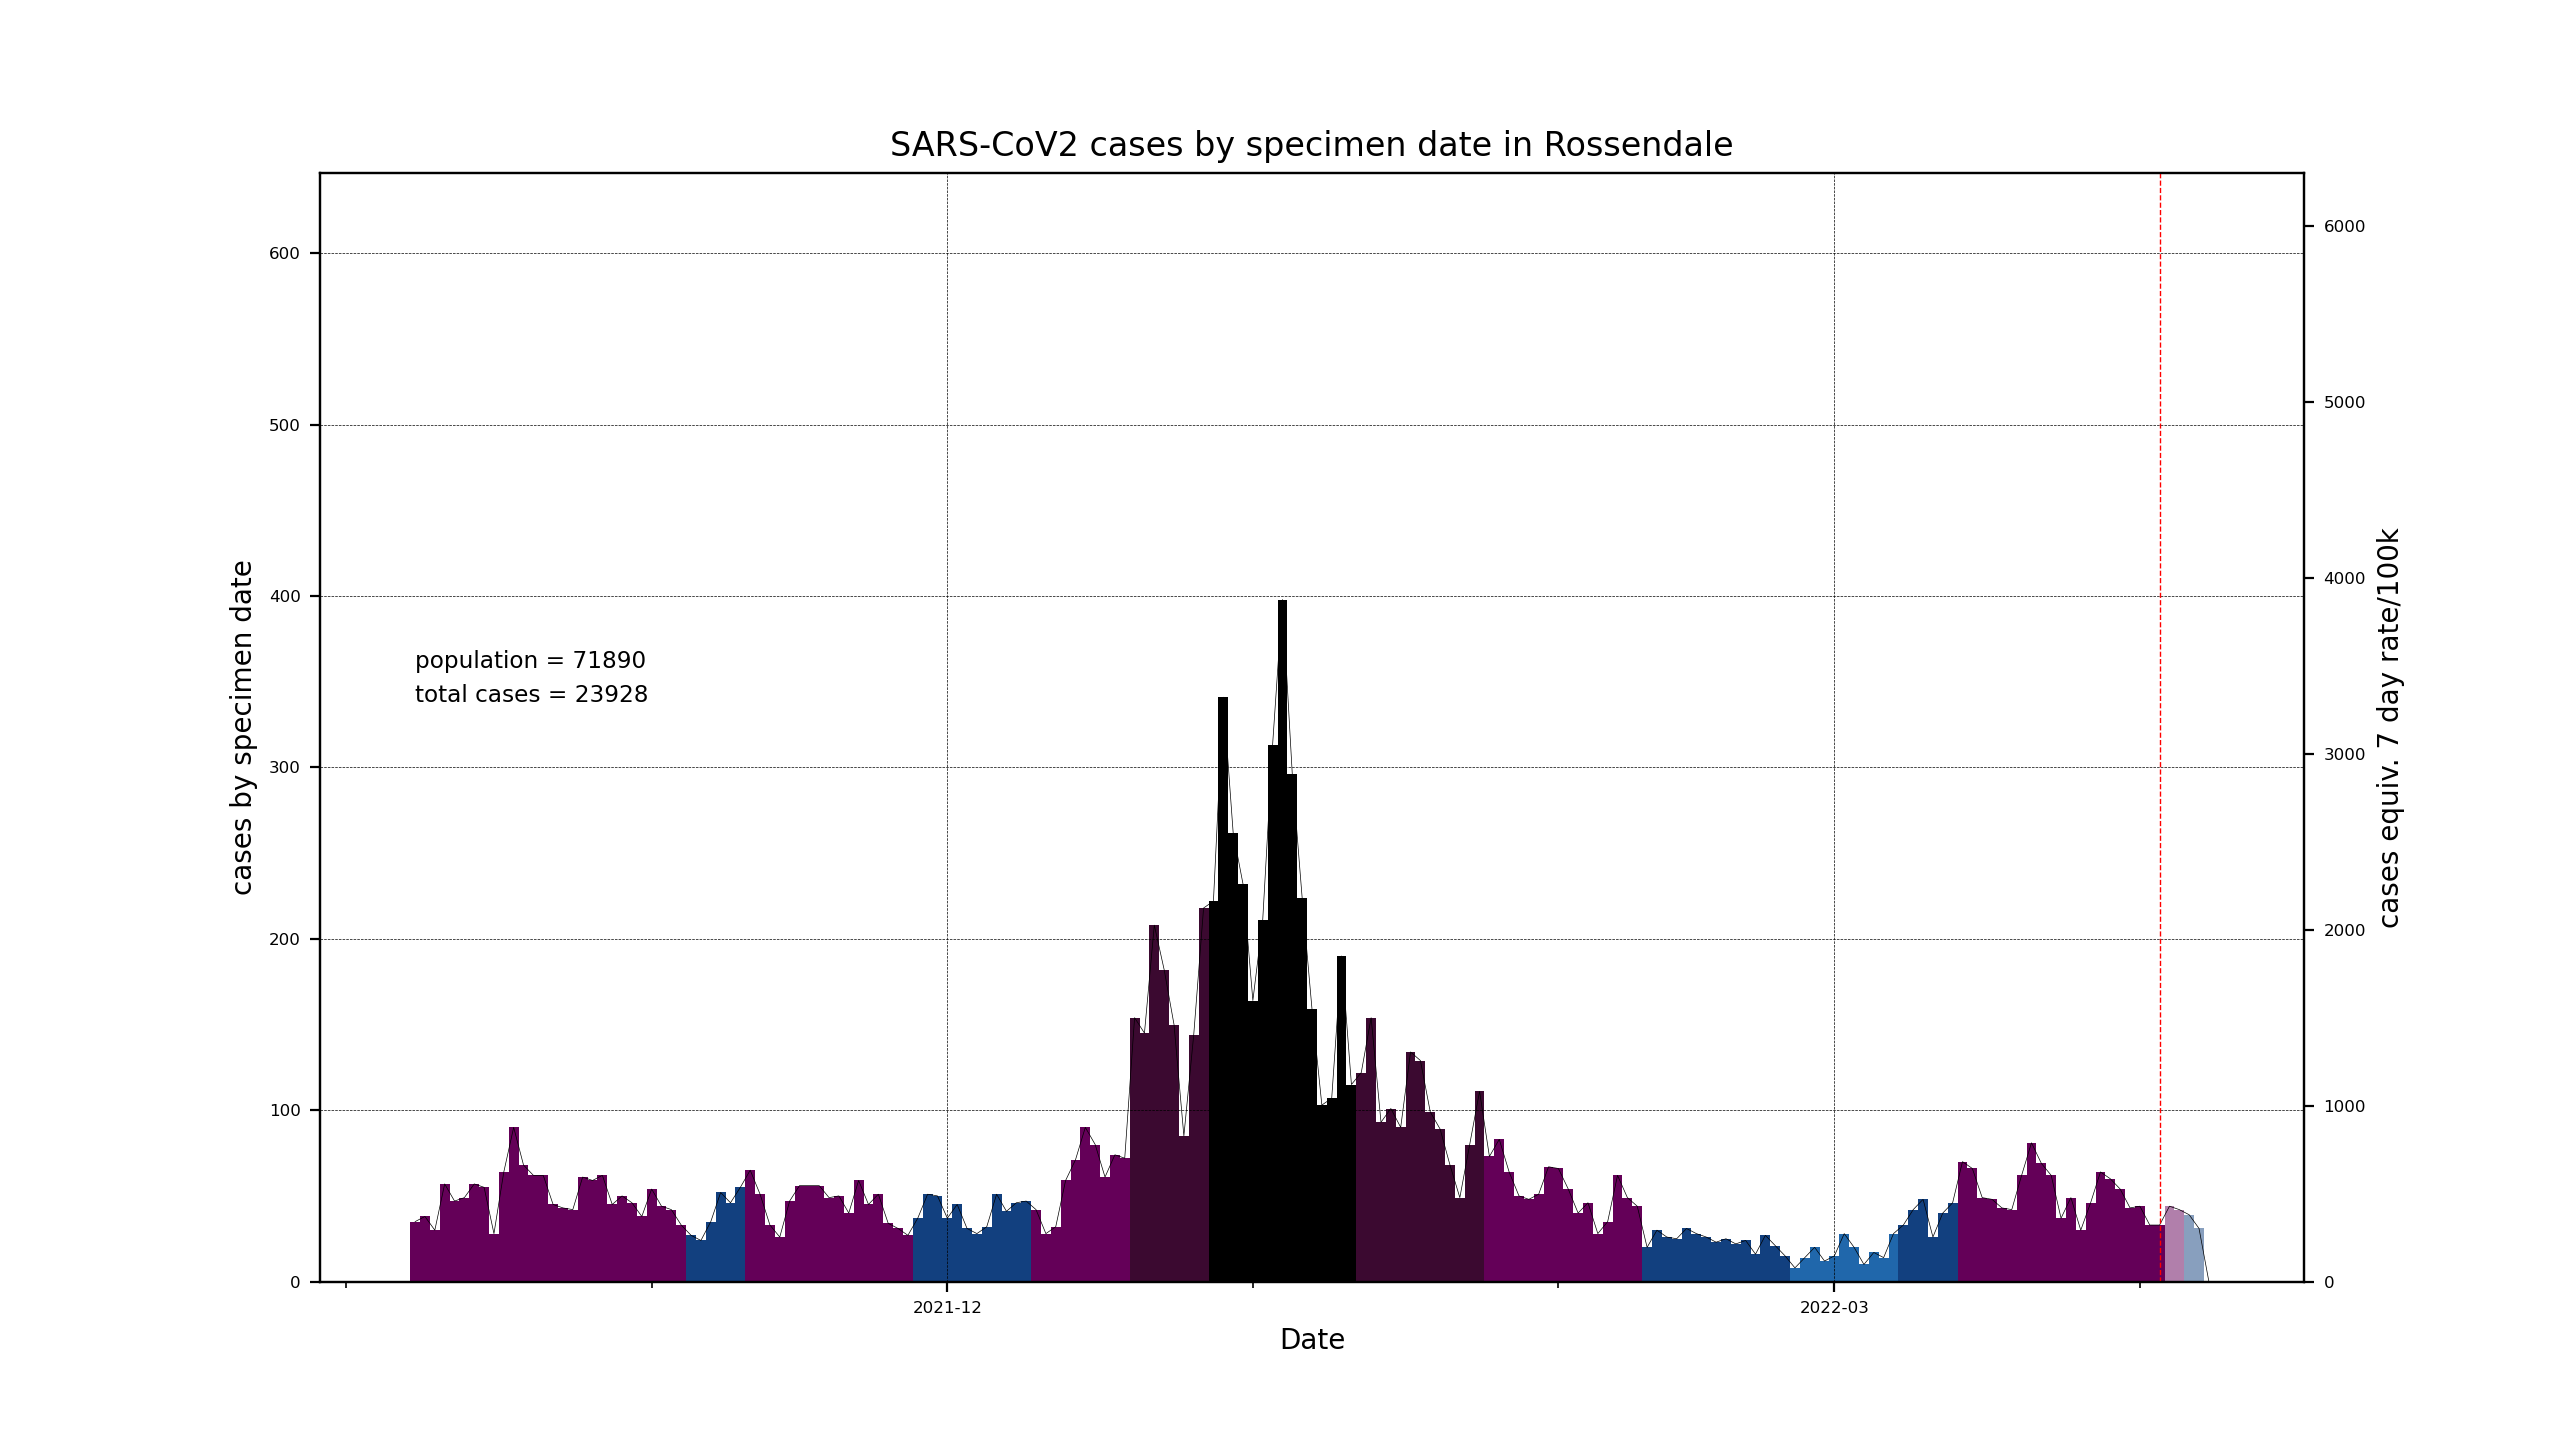 SARS-CoV2 cases by specimen date in Rossendale
cases by specimen date
600
500
400
300
200
100
0
population = 71890
total cases = 23928
6000
5000
4000
3000
2000
1000
0
cases equiv. 7 day rate/100k
2021-12
2022-03
Date